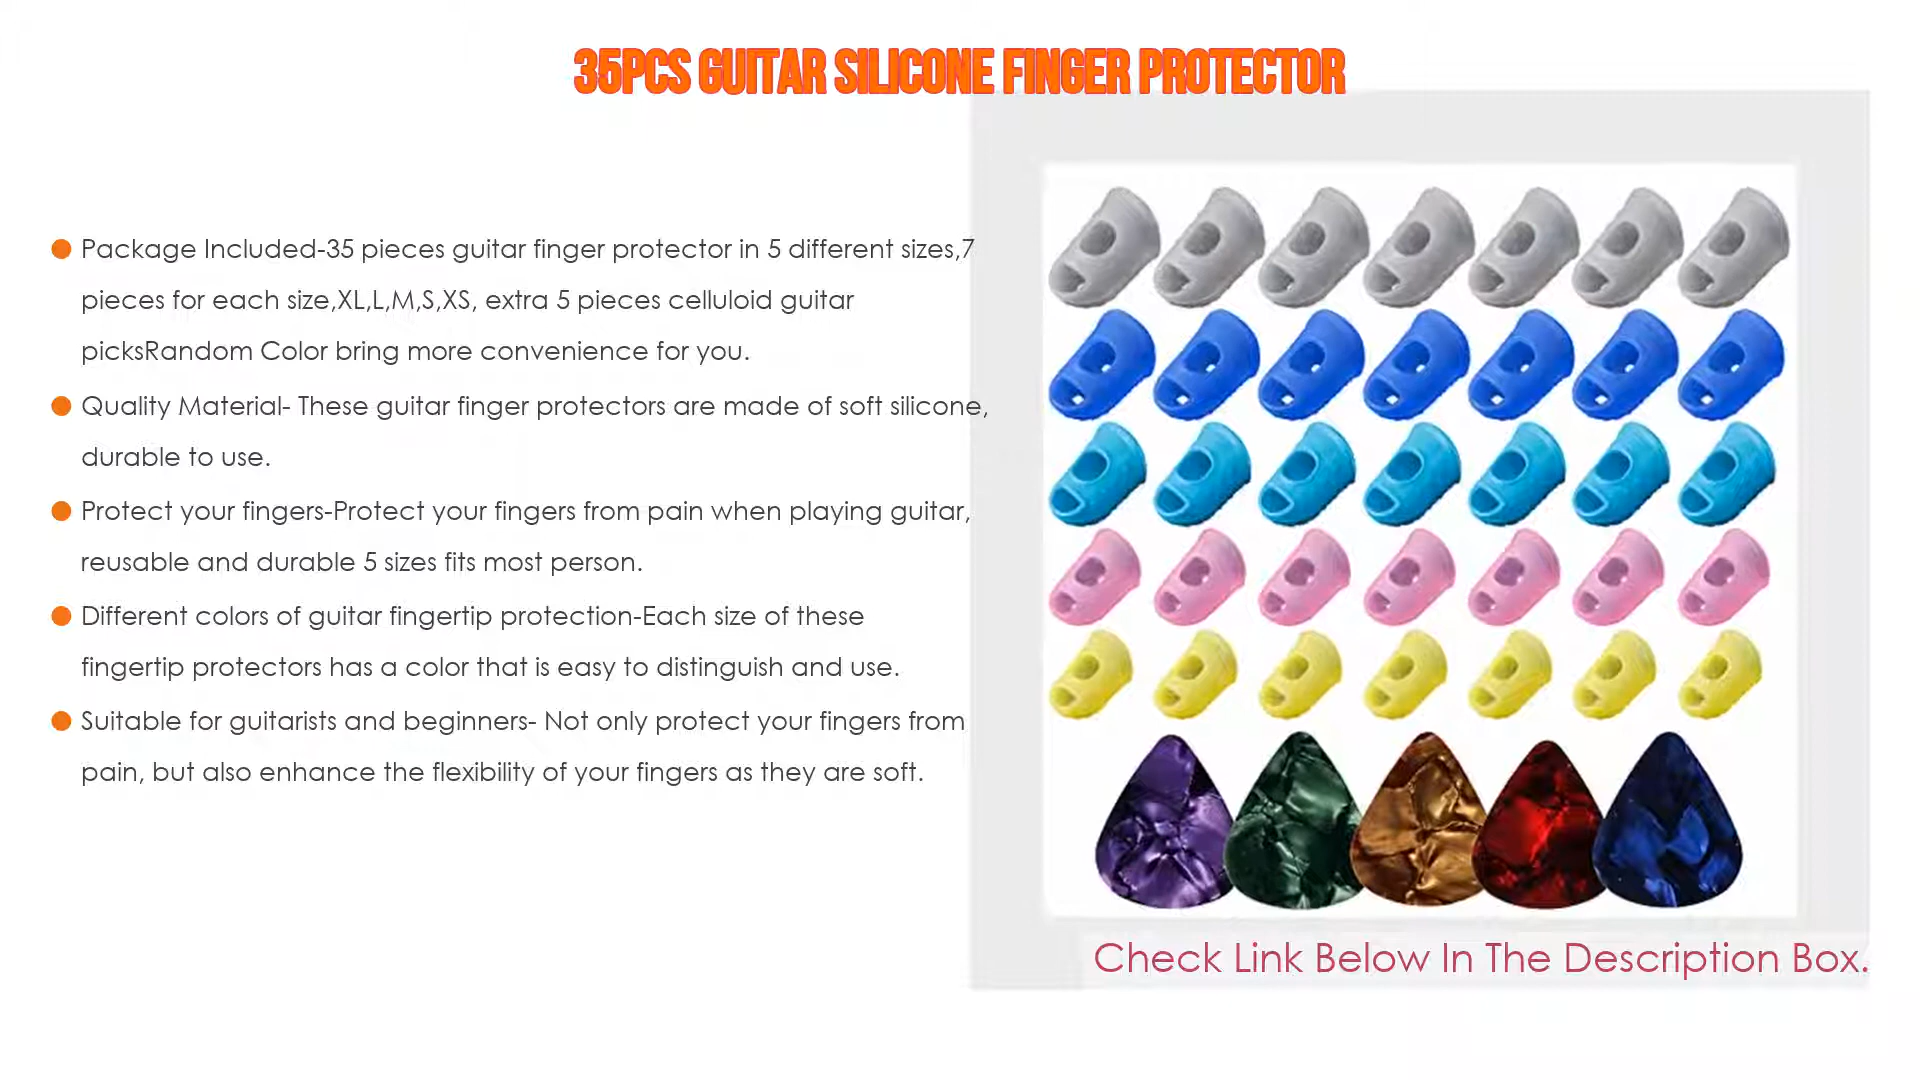 35PCS GUITAR SILICONE FINGER PROTECTOR
Package Included-35 pieces guitar finger protector in 5 different sizes,7
pieces for each size,XL,L,M,S,XS, extra 5 pieces celluloid guitar
picksRandom Color bring more convenience for you.
Quality Material- These guitar finger protectors are made of soft silicone,
durable to use.
Protect your fingers-Protect your fingers from pain when playing guitar,
reusable and durable 5 sizes fits most person.
Different colors of guitar fingertip protection-Each size of these
fingertip protectors has a color that is easy to distinguish and use.
Suitable for guitarists and beginners- Not only protect your fingers from
pain, but also enhance the flexibility of your fingers as they are soft.
Check Link Below In The Description Box.